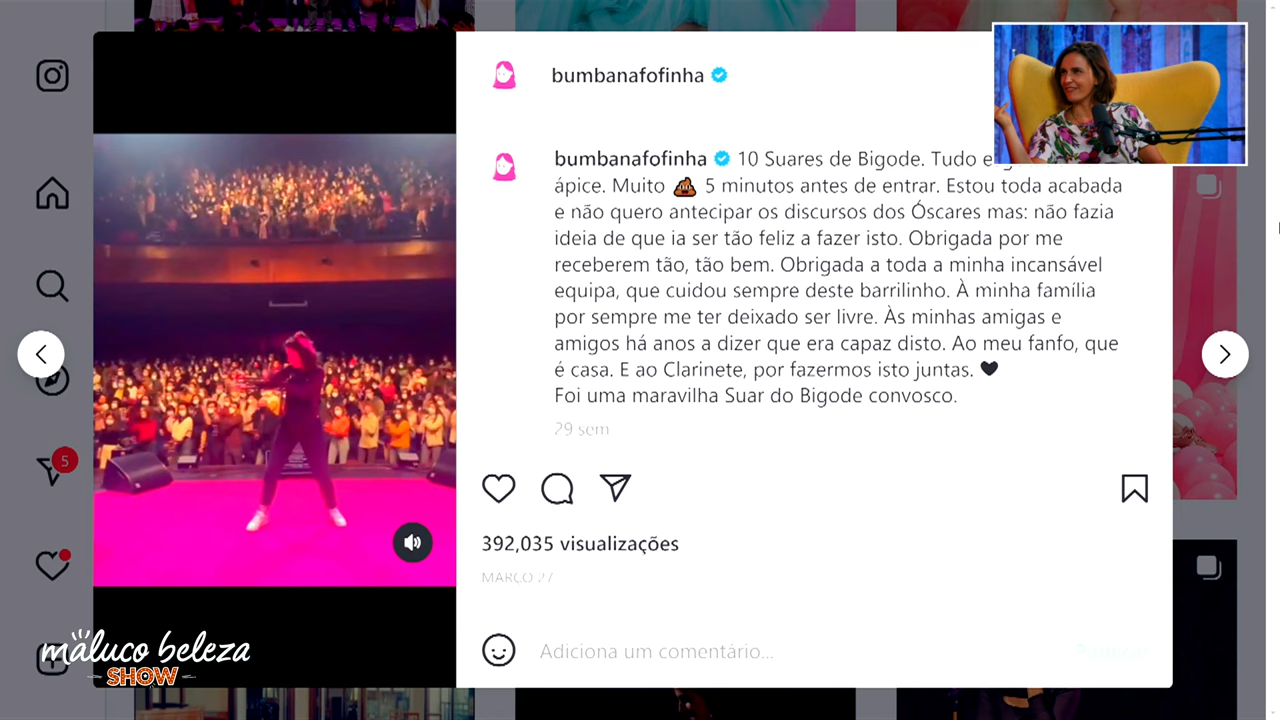 bumbanafofinha
bumbanafofinha 10 Suares de Bigode. Tudo e
ápice. Muito 💩 5 minutos antes de entrar. Estou toda acabada
e não quero antecipar os discursos dos Óscares mas: não fazia
ideia de que ia ser tão feliz a fazer isto. Obrigada por me
receberem tão, tão bem. Obrigada a toda a minha incansável
equipa, que cuidou sempre deste barrilinho. À minha família
por sempre me ter deixado ser livre. Às minhas amigas e
amigos há anos a dizer que era capaz disto. Ao meu fanfo, que
é casa. E ao Clarinete, por fazermos isto juntas. 🖤
Foi uma maravilha Suar do Bigode convosco.
29 sem
5
392,035 visualizações
MARÇO 27
Adiciona um comentário...
maluco beleza
SHOW